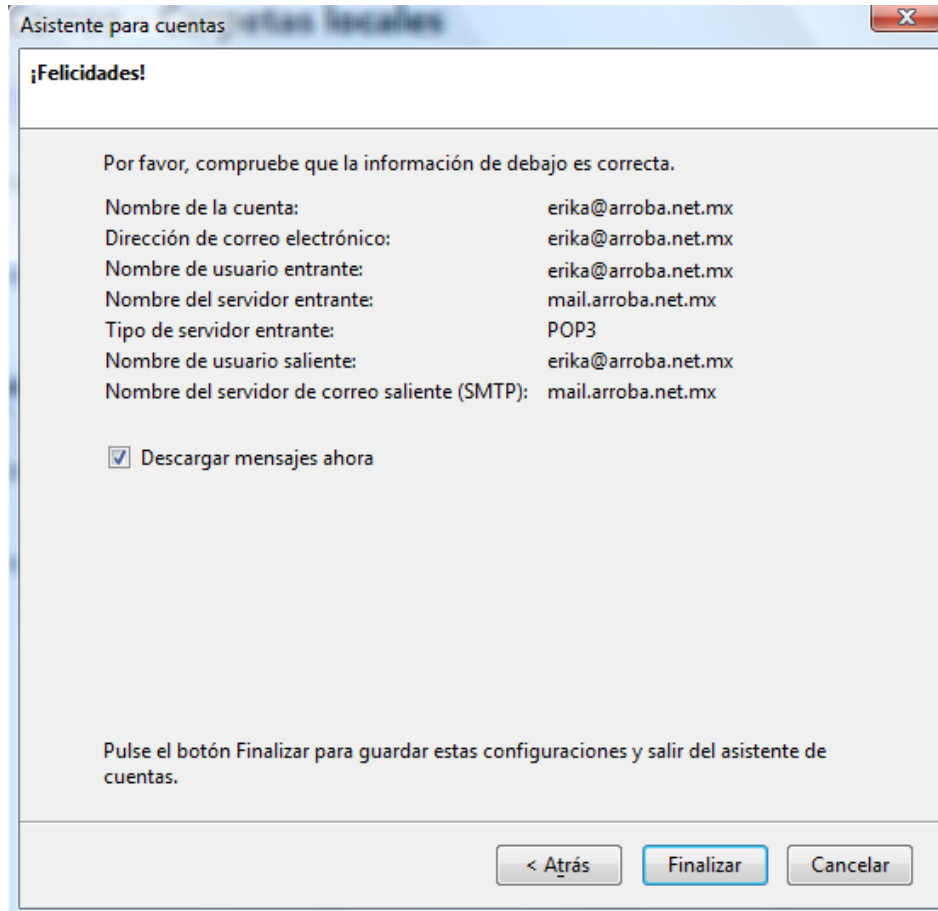 Asistente para cuentas
¡Felicidades!
Por favor, compruebe que la información de debajo es correcta.
Nombre de la cuenta: erika@arroba.net.mx
Dirección de correo electrónico: erika@arroba.net.mx
Nombre de usuario entrante: erika@arroba.net.mx
Nombre del servidor entrante: mail.arroba.net.mx
Tipo de servidor entrante: POP3
Nombre de usuario saliente: erika@arroba.net.mx
Nombre del servidor de correo saliente (SMTP): mail.arroba.net.mx
Descargar mensajes ahora
Pulse el botón Finalizar para guardar estas configuraciones y salir del asistente de
cuentas.
< Atrás Finalizar Cancelar